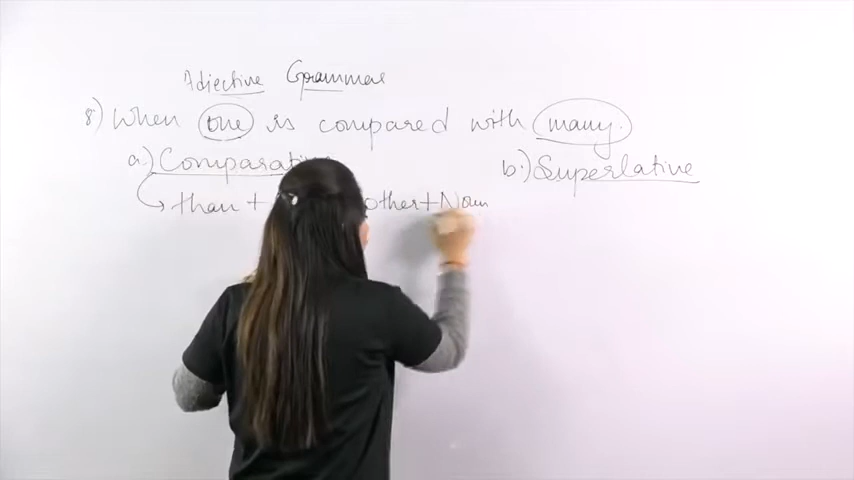 Adjective Grammar
8) When one is compared with many.
a.) Comparative b.) Superlative
than + other + Noun